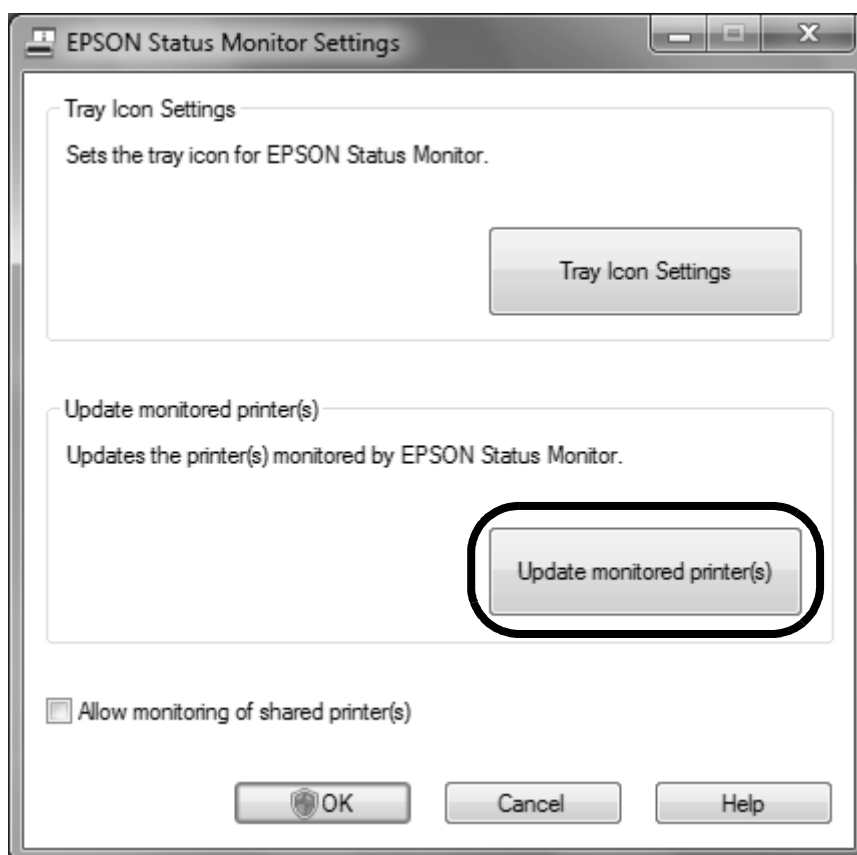 EPSON Status Monitor Settings
Tray Icon Settings
Sets the tray icon for EPSON Status Monitor.
Tray Icon Settings
Update monitored printer(s)
Updates the printer(s) monitored by EPSON Status Monitor.
Update monitored printer(s)
Allow monitoring of shared printer(s)
OK Cancel Help